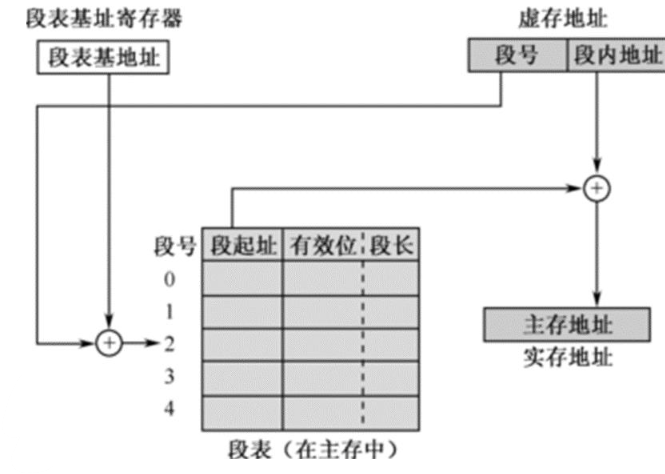 段表基址寄存器
虚存地址
段表基地址
段号 段内地址
+
段号 段起址 有效位 段长
0
1
+ 2
3
4
主存地址
实存地址
段表（在主存中）